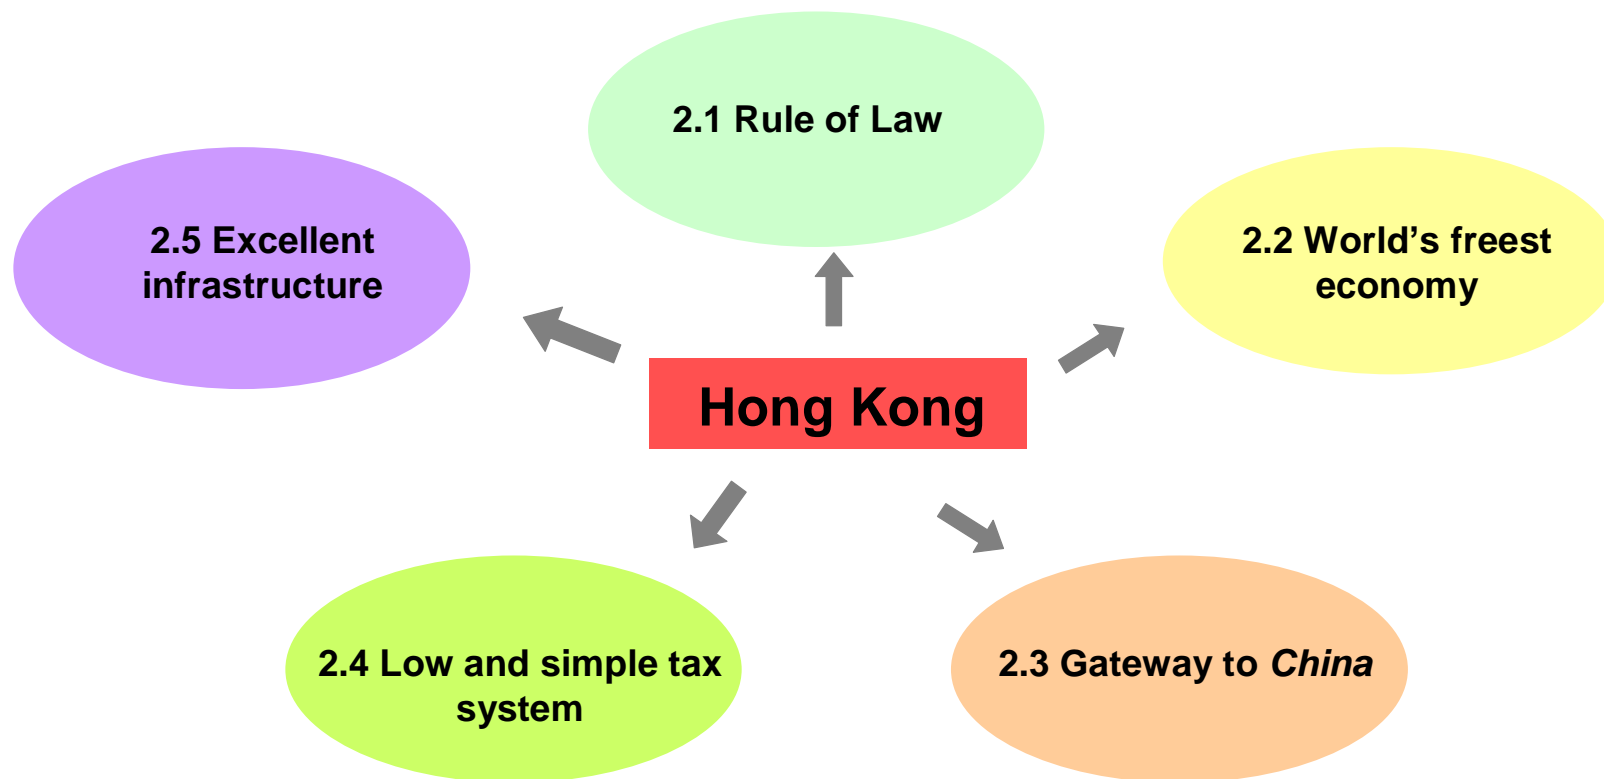 2.1 Rule of Law
2.5 Excellent
infrastructure
2.2 World’s freest
economy
Hong Kong
2.4 Low and simple tax
system
2.3 Gateway to China